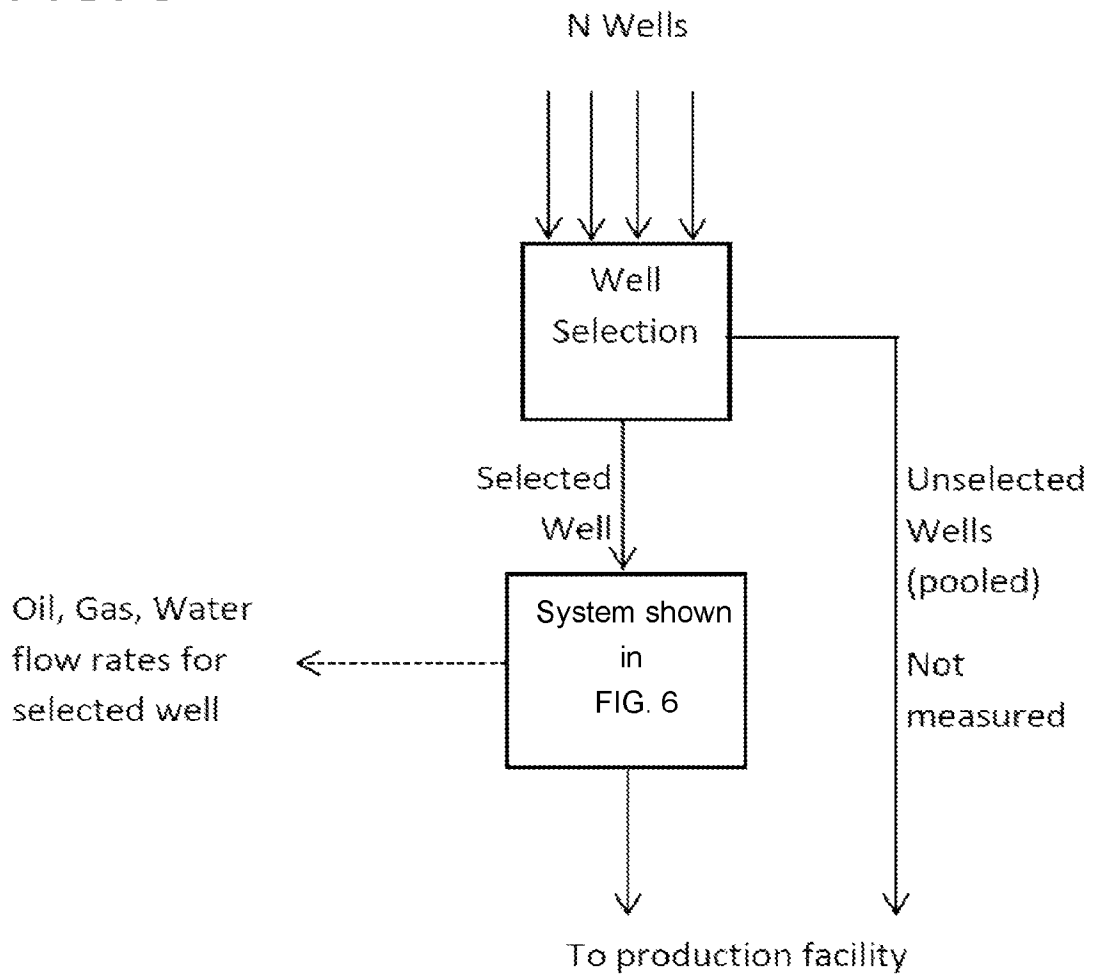 N Wells
Well
Selection
Selected
Well
Unselected
Wells
(pooled)
Not
measured
Oil, Gas, Water
flow rates for
selected well
System shown
in
FIG. 6
To production facility